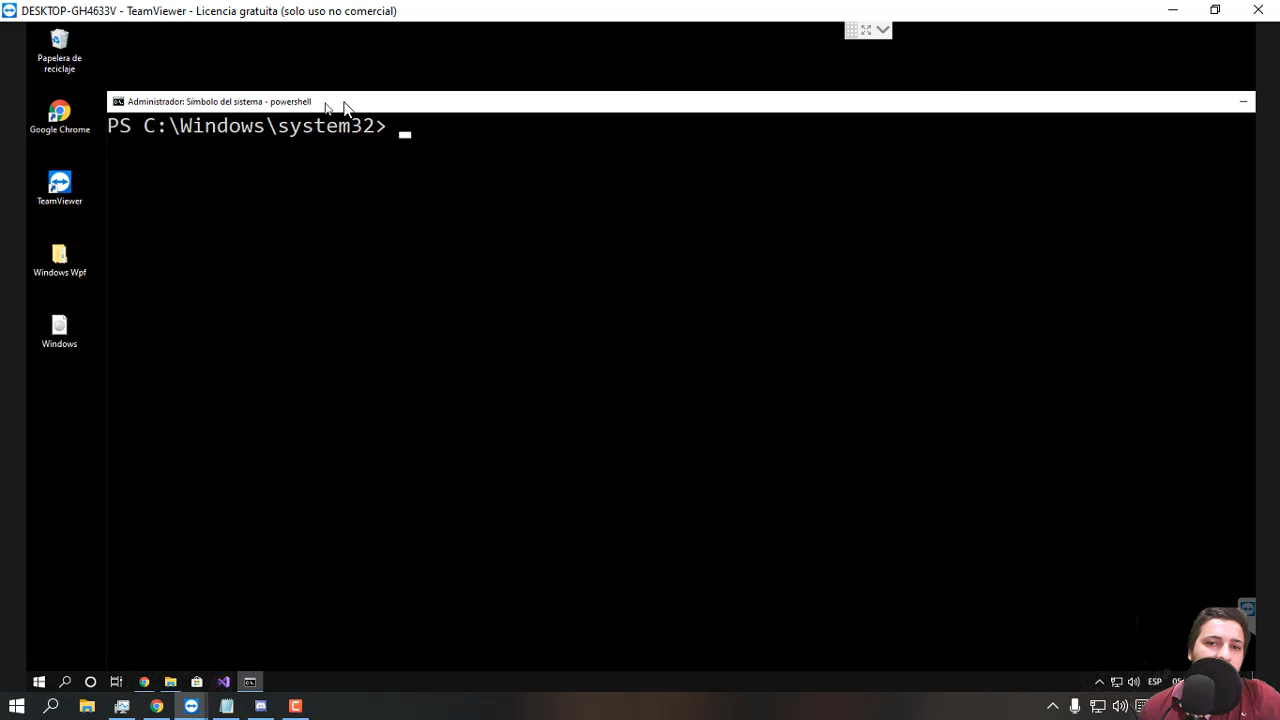 DESKTOP-GH4633V - TeamViewer - Licencia gratuita (solo uso no comercial)
Papelera de
reciclaje
Google Chrome
TeamViewer
Windows Wpf
Windows
Administrador: Símbolo del sistema - powershell
PS C:\Windows\system32>
ESP